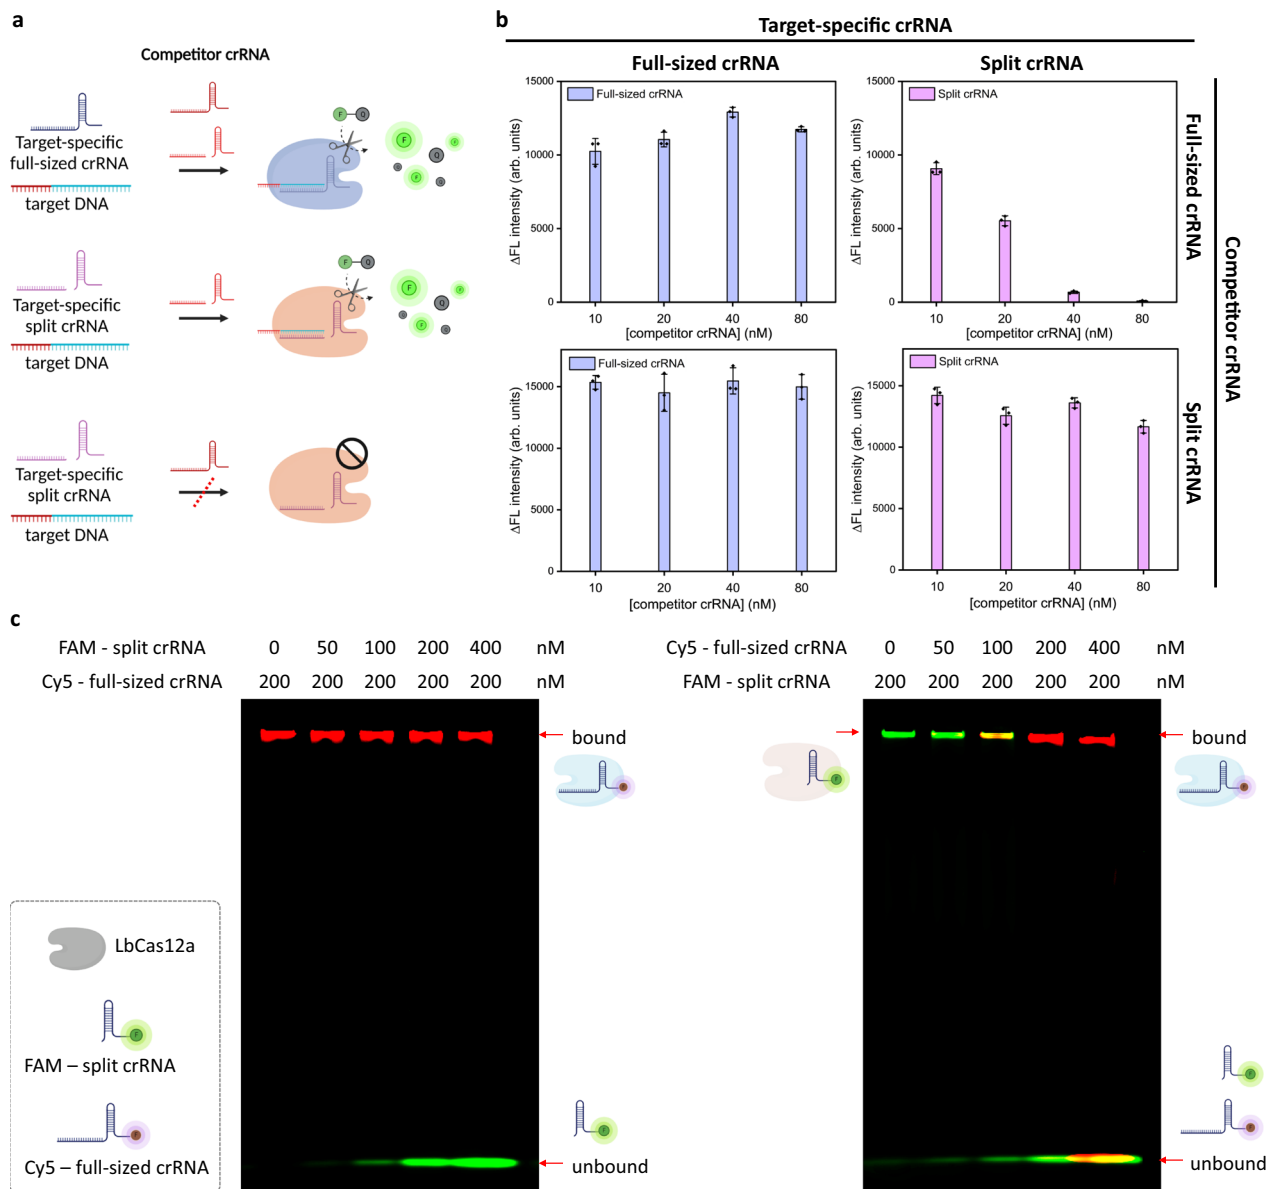 a
Competitor crRNA
Target-specific
full-sized crRNA
target DNA
F
Q
F
F
F
Q
Q
Q
Target-specific
split crRNA
target DNA
F
Q
F
F
F
Q
Q
Q
Target-specific
split crRNA
target DNA
b
Target-specific crRNA
Full-sized crRNA
Split crRNA
Competitor crRNA
Full-sized crRNA
Split crRNA
Full-sized crRNA
ΔFL intensity (arb. units)
15000
10000
5000
0
10 20 40 80
[competitor crRNA] (nM)
Split crRNA
ΔFL intensity (arb. units)
15000
10000
5000
0
10 20 40 80
[competitor crRNA] (nM)
Full-sized crRNA
ΔFL intensity (arb. units)
15000
10000
5000
0
10 20 40 80
[competitor crRNA] (nM)
Split crRNA
ΔFL intensity (arb. units)
15000
10000
5000
0
10 20 40 80
[competitor crRNA] (nM)
c
FAM - split crRNA 0 50 100 200 400 nM
Cy5 - full-sized crRNA 200 200 200 200 200 nM
bound
F
F
unbound
Cy5 - full-sized crRNA 0 50 100 200 400 nM
FAM - split crRNA 200 200 200 200 200 nM
bound
F
F
F
F
unbound
LbCas12a
F
FAM – split crRNA
F
Cy5 – full-sized crRNA